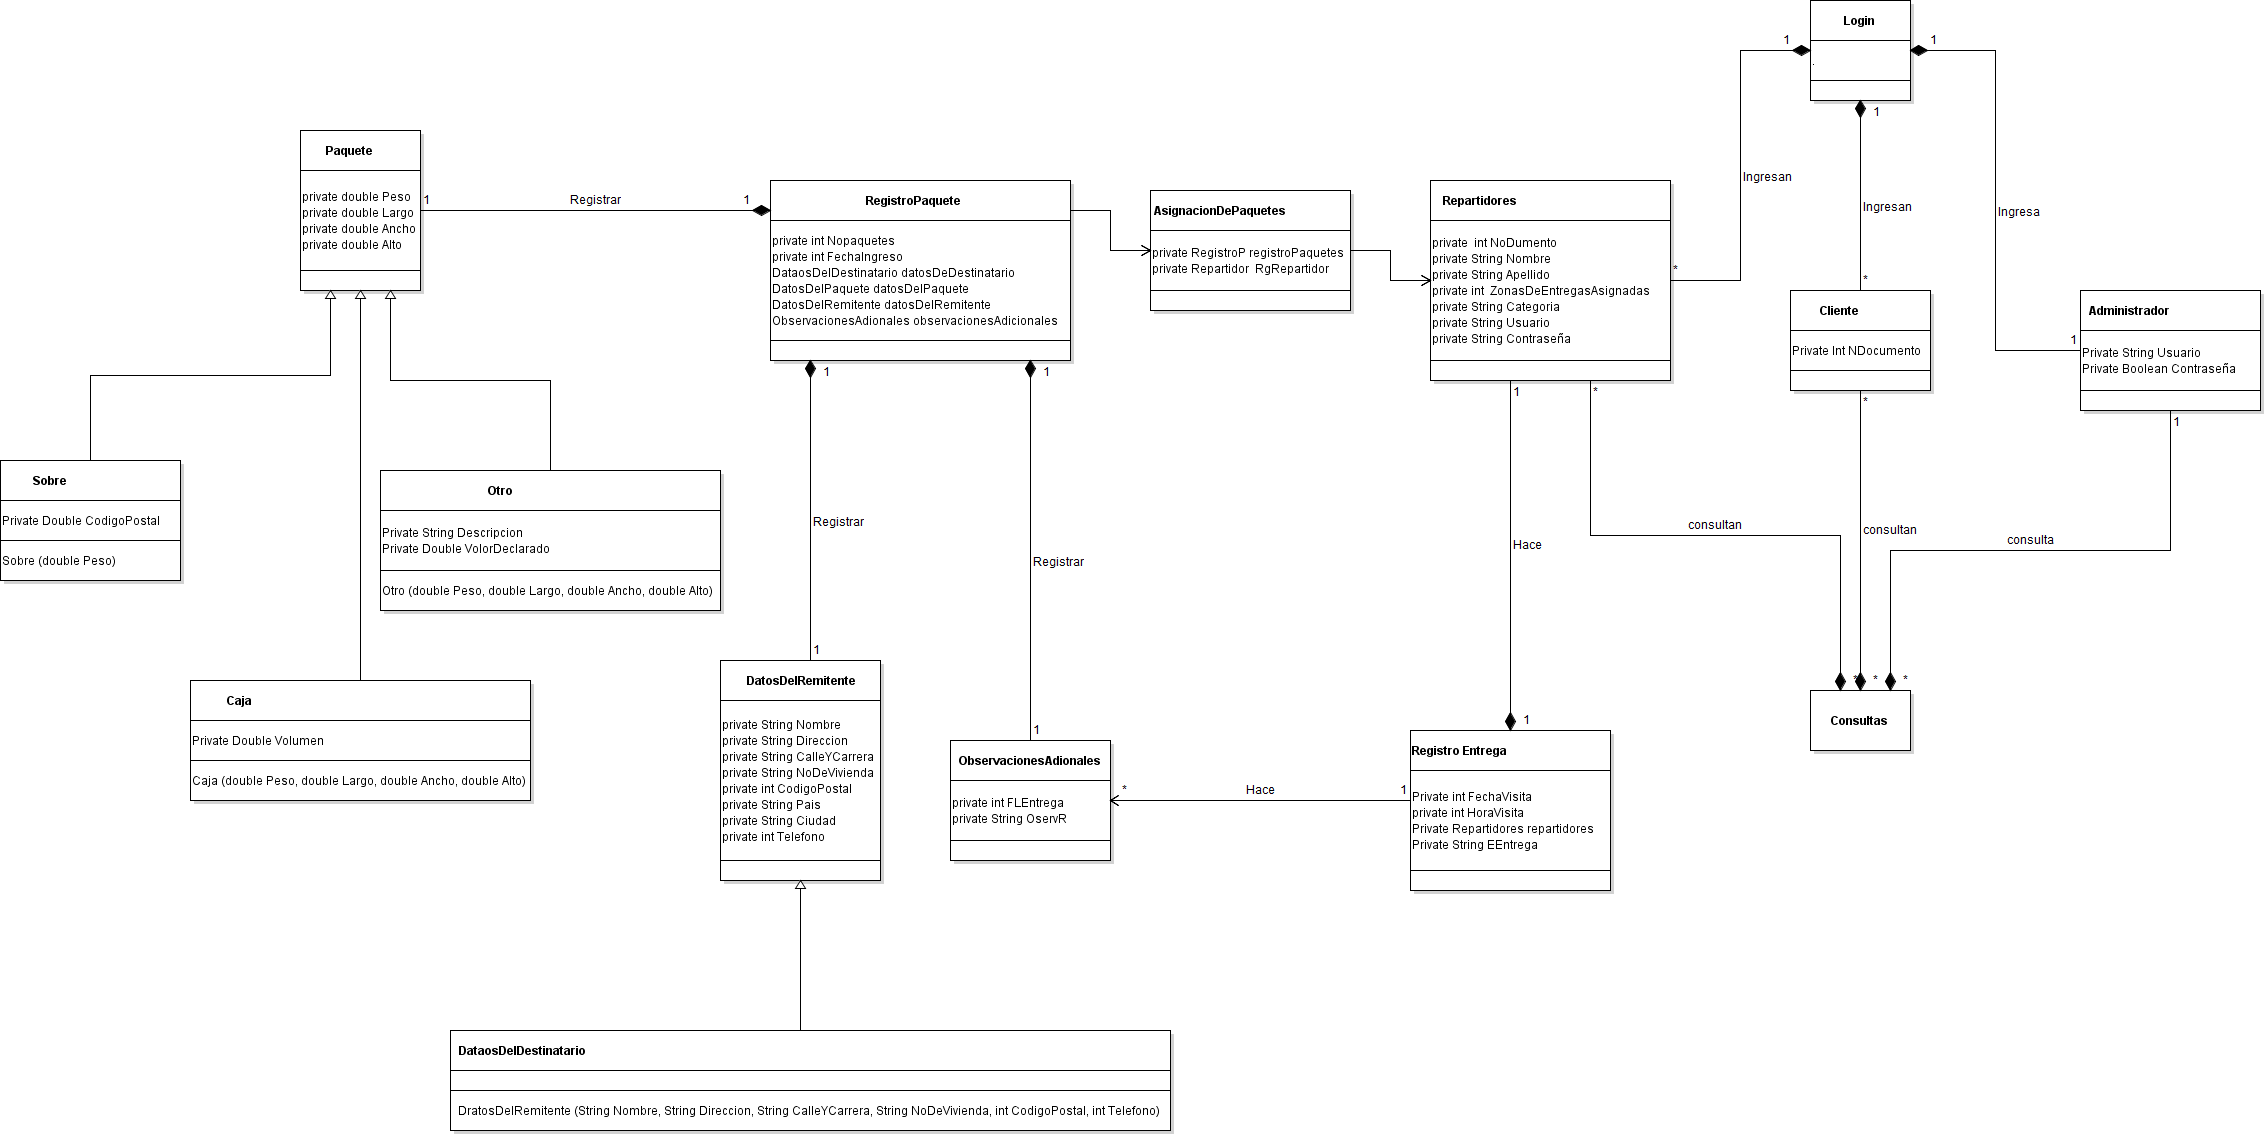 Login
.
1
1
1
Ingresan
Ingresan
Ingresa
Paquete
private double Peso
private double Largo
private double Ancho
private double Alto
1
Registrar
1
RegistroPaquete
private int Nopaquetes
private int FechaIngreso
DataosDelDestinatario datosDeDestinatario
DatosDelPaquete datosDelPaquete
DatosDelRemitente datosDelRemitente
ObservacionesAdionales observacionesAdicionales
1
1
AsignacionDePaquetes
private RegistroP registroPaquetes
private Repartidor  RgRepartidor
Repartidores
private  int NoDumento
private String Nombre
private String Apellido
private int  ZonasDeEntregasAsignadas
private String Categoria
private String Usuario
private String Contraseña
*
1
*
*
Cliente
Private Int NDocumento
*
1
Administrador
Private String Usuario
Private Boolean Contraseña
1
Sobre
Private Double CodigoPostal
Sobre (double Peso)
Otro
Private String Descripcion
Private Double VolorDeclarado
Otro (double Peso, double Largo, double Ancho, double Alto)
Registrar
Registrar
Hace
consultan
consultan
consulta
Caja
Private Double Volumen
Caja (double Peso, double Largo, double Ancho, double Alto)
1
DatosDelRemitente
private String Nombre
private String Direccion
private String CalleYCarrera
private String NoDeVivienda
private int CodigoPostal
private String Pais
private String Ciudad
private int Telefono
1
ObservacionesAdionales
private int FLEntrega
private String OservR
*
Hace
1
1
Registro Entrega
Private int FechaVisita
private int HoraVisita
Private Repartidores repartidores
Private String EEntrega
*
*
*
Consultas
DataosDelDestinatario
DratosDelRemitente (String Nombre, String Direccion, String CalleYCarrera, String NoDeVivienda, int CodigoPostal, int Telefono)